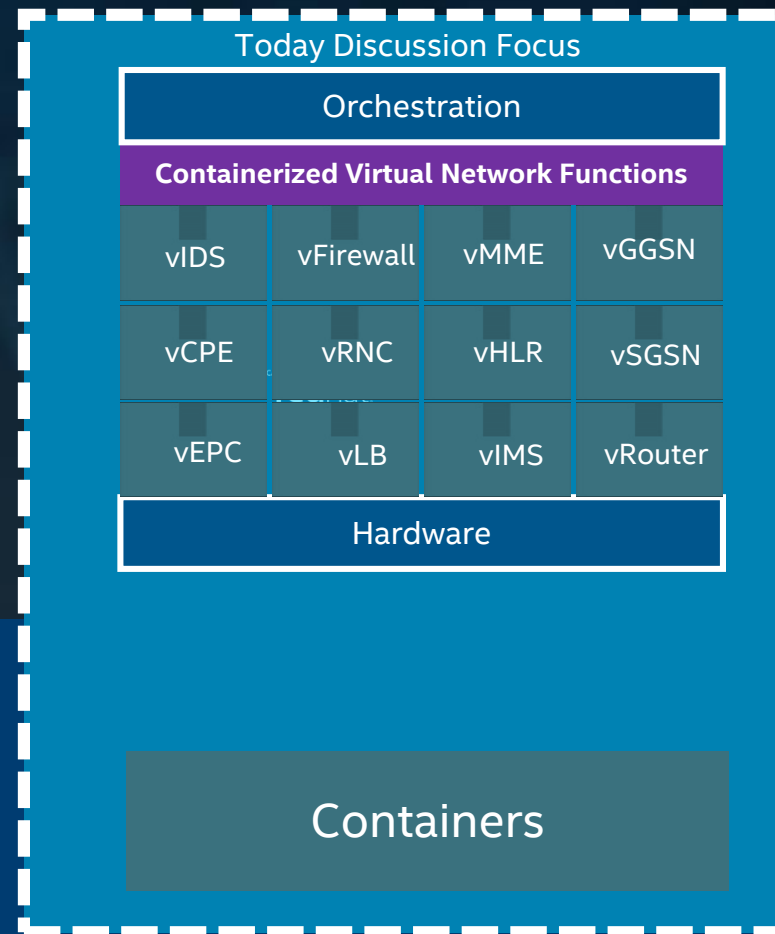 Today Discussion Focus
Orchestration
Containerized Virtual Network Functions
vIDS vFirewall vMME vGGSN
vCPE vRNC vHLR vSGSN
vEPC vLB vIMS vRouter
Hardware
Containers